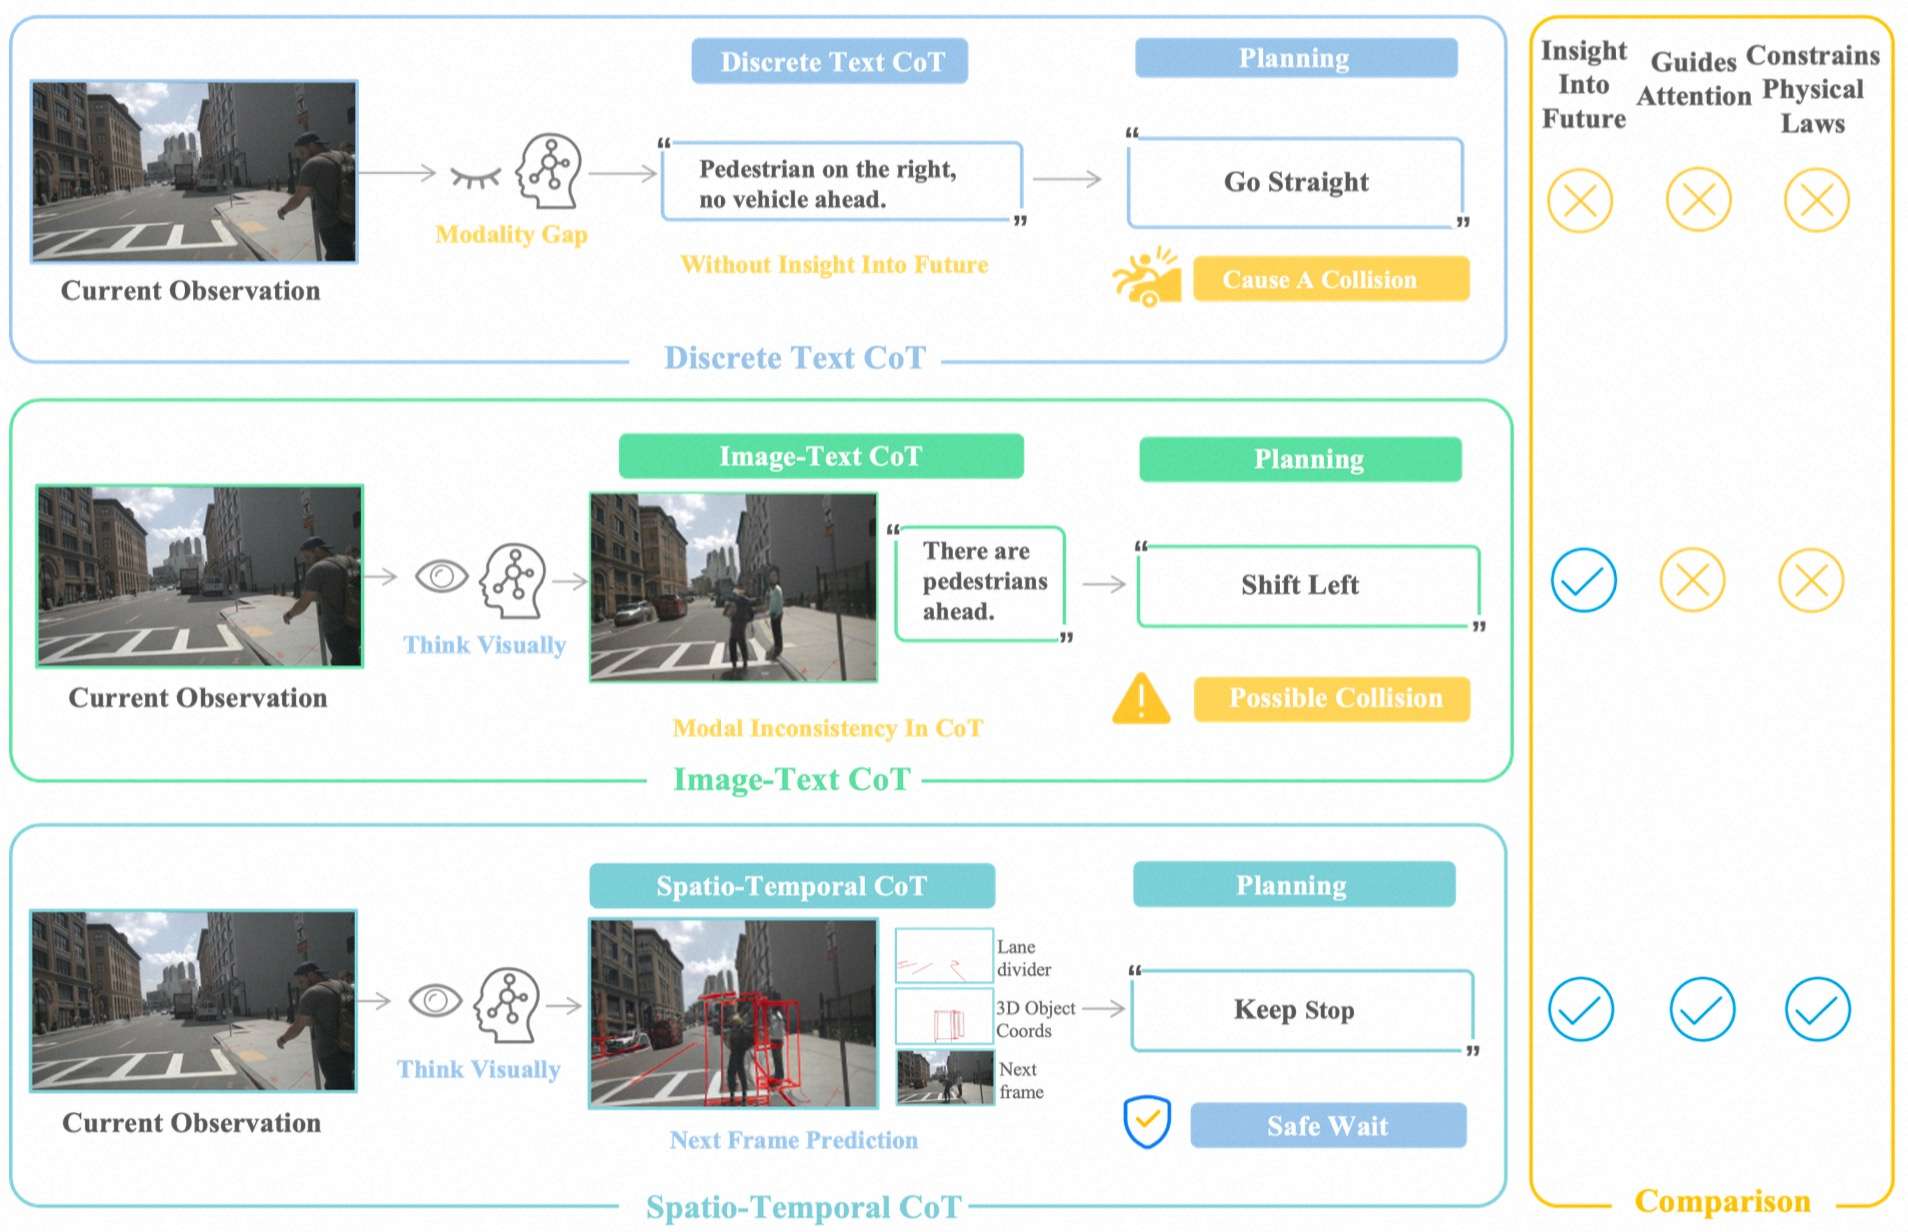 Discrete Text CoT
Planning
“
Pedestrian on the right,
no vehicle ahead.
”
“
Go Straight
”
Modality Gap
Without Insight Into Future
Cause A Collision
Current Observation
Discrete Text CoT
Image-Text CoT
Planning
“
There are
pedestrians
ahead.
”
“
Shift Left
”
Think Visually
Current Observation
Modal Inconsistency In CoT
Possible Collision
Image-Text CoT
Spatio-Temporal CoT
Planning
Lane
divider
3D Object
Coords
Next
frame
“
Keep Stop
”
Think Visually
Current Observation
Next Frame Prediction
Safe Wait
Spatio-Temporal CoT
Insight
Into
Future
Guides
Attention
Constrains
Physical
Laws
Comparison